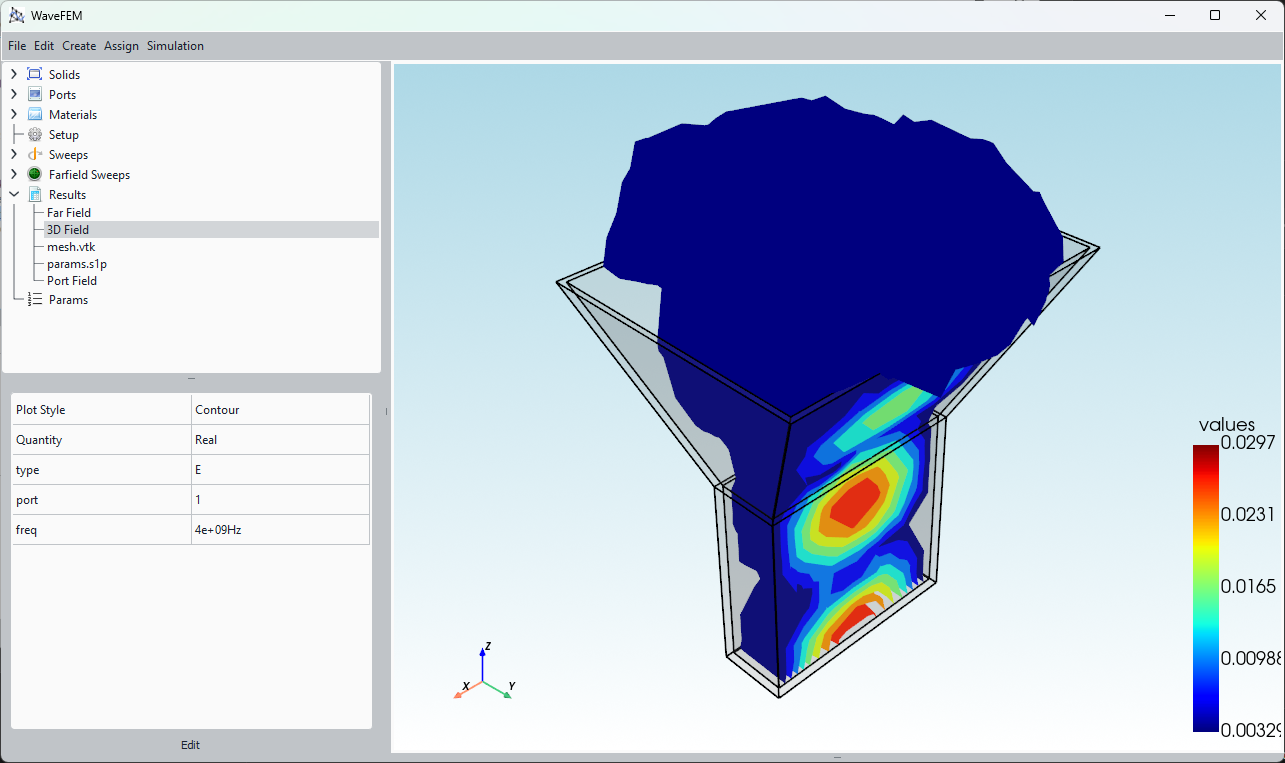 WaveFEM
File Edit Create Assign Simulation
Solids
Ports
Materials
Setup
Sweeps
Farfield Sweeps
Results
Far Field
3D Field
mesh.vtk
params.s1p
Port Field
Params
Plot Style Contour
Quantity Real
type E
port 1
freq 4e+09Hz
Edit
values
0.0297
0.0231
0.0165
0.0098
0.00329
Z
X
Y